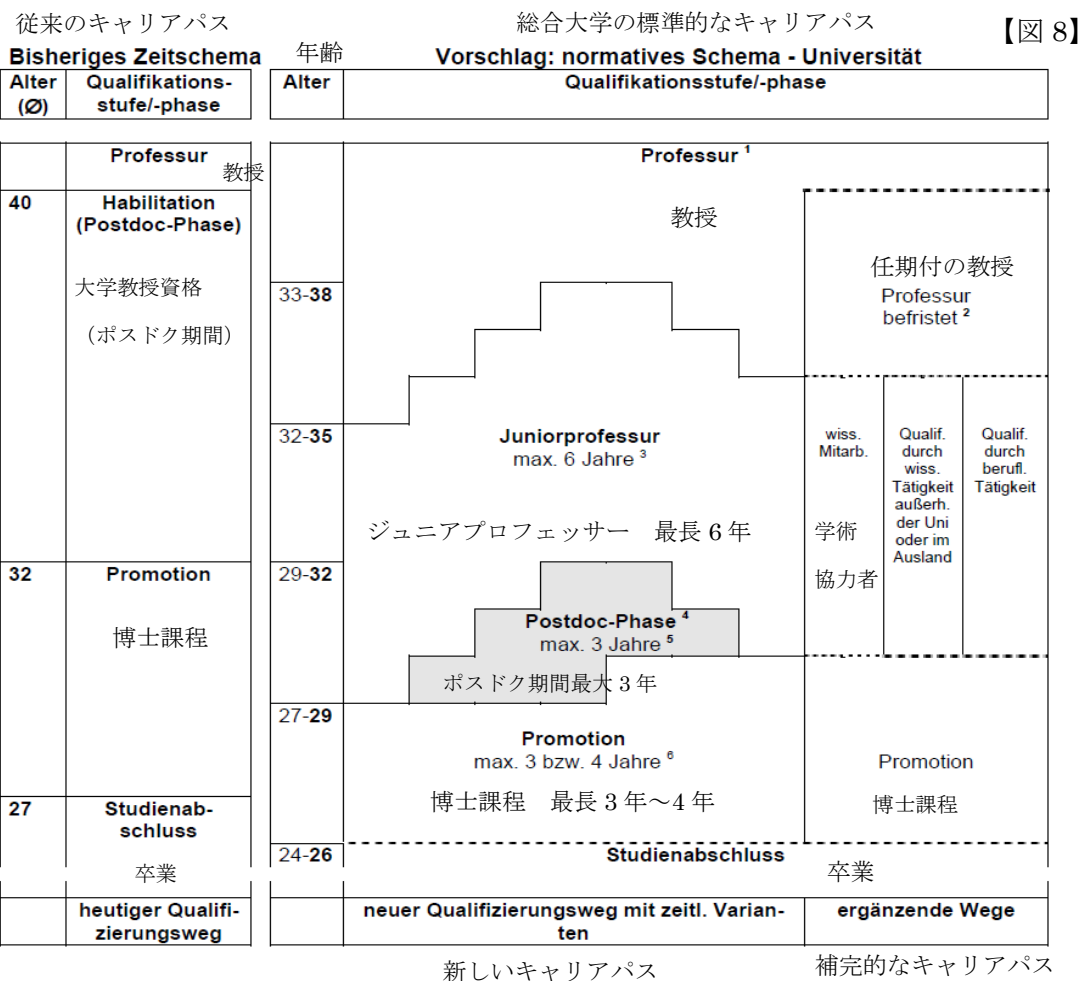 従来のキャリアパス
総合大学の標準的なキャリアパス
【図 8】
Bisheriges Zeitschema
年齢
Vorschlag: normatives Schema - Universität
Alter
(Ø)
Qualifikations-
stufe/-phase
Alter
Qualifikationsstufe/-phase
Professur
教授
40
Habilitation
(Postdoc-Phase)
大学教授資格
（ポスドク期間）
32
Promotion
博士課程
27
Studienab-
schluss
卒業
heutiger Qualifi-
zierungsweg
Professur 1
教授
33-38
32-35
Juniorprofessur
max. 6 Jahre 3
ジュニアプロフェッサー　最長 6 年
29-32
Postdoc-Phase 4
max. 3 Jahre 5
ポスドク期間最大 3 年
27-29
Promotion
max. 3 bzw. 4 Jahre 6
博士課程　最長 3 年～4 年
24-26
Studienabschluss
卒業
neuer Qualifizierungsweg mit zeitl. Varian-
ten
新しいキャリアパス
任期付の教授
Professur
befristet 2
wiss.
Mitarb.
学術
協力者
Qualif.
durch
wiss.
Tätigkeit
außerh.
der Uni
oder im
Ausland
Qualif.
durch
berufl.
Tätigkeit
Promotion
博士課程
ergänzende Wege
補完的なキャリアパス